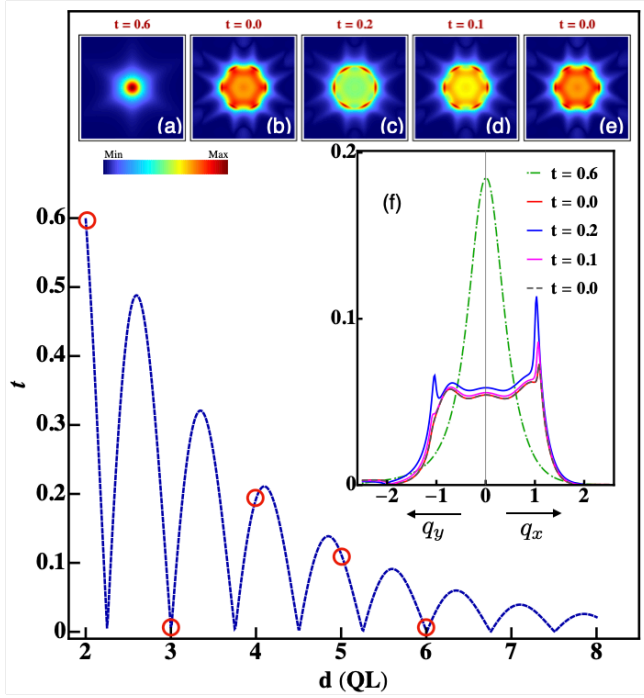 t = 0.6 t = 0.0 t = 0.2 t = 0.1 t = 0.0
(a) (b) (c) (d) (e)
Min Max
0.2
(f)
t = 0.6
t = 0.0
t = 0.2
t = 0.1
t = 0.0
0.1
0
−2 −1 0 1 2
q_y q_x
0.6
0.5
0.4
0.3
0.2
0.1
0
t
2 3 4 5 6 7 8
d (QL)